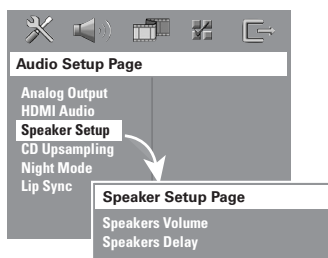 Audio Setup Page
Analog Output
HDMI Audio
Speaker Setup
CD Upsampling
Night Mode
Lip Sync
Speaker Setup Page
Speakers Volume
Speakers Delay